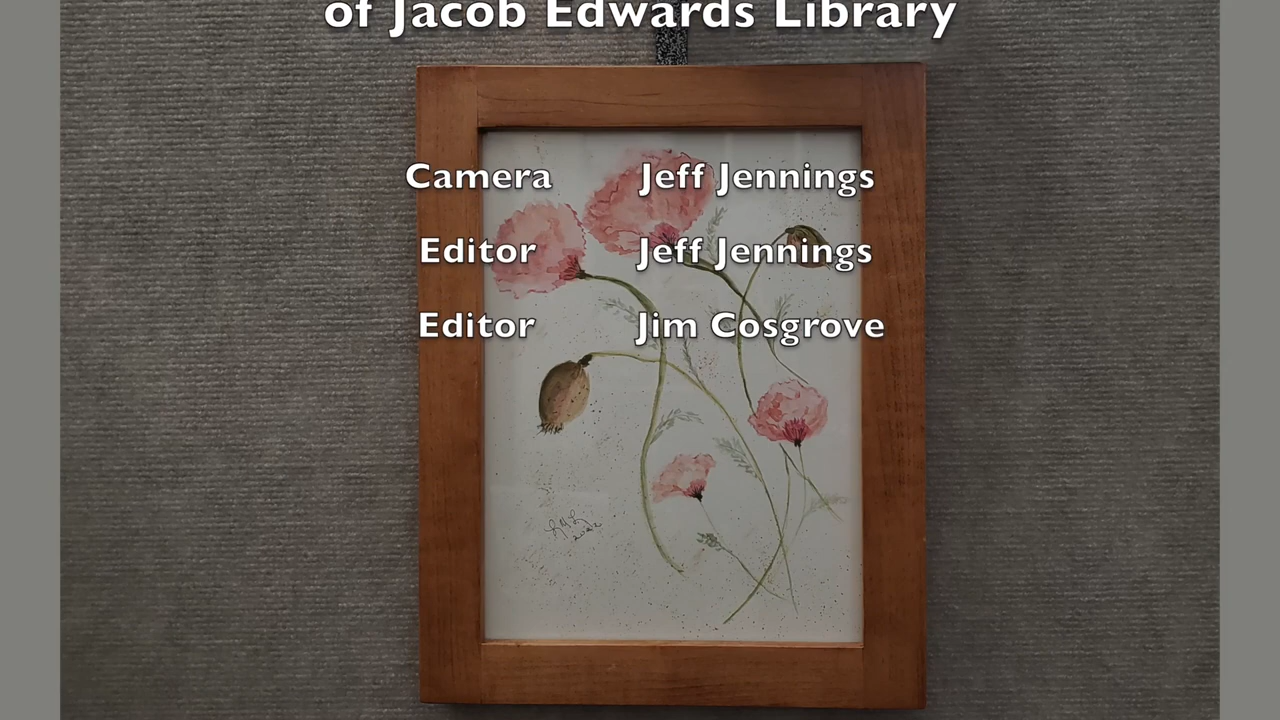 of Jacob Edwards Library
Camera Jeff Jennings
Editor Jeff Jennings
Editor Jim Cosgrove